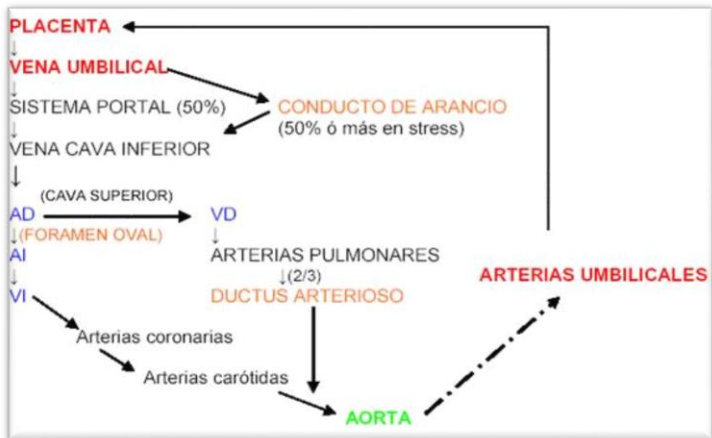 PLACENTA
↓
VENA UMBILICAL
↓
SISTEMA PORTAL (50%)
CONDUCTO DE ARANCIO
(50% ó más en stress)
↓
VENA CAVA INFERIOR
↓
(CAVA SUPERIOR)
AD
VD
↓(FORAMEN OVAL)
↓
AI
ARTERIAS PULMONARES
↓
↓(2/3)
VI
DUCTUS ARTERIOSO
ARTERIAS UMBILICALES
Arterias coronarias
Arterias carótidas
AORTA